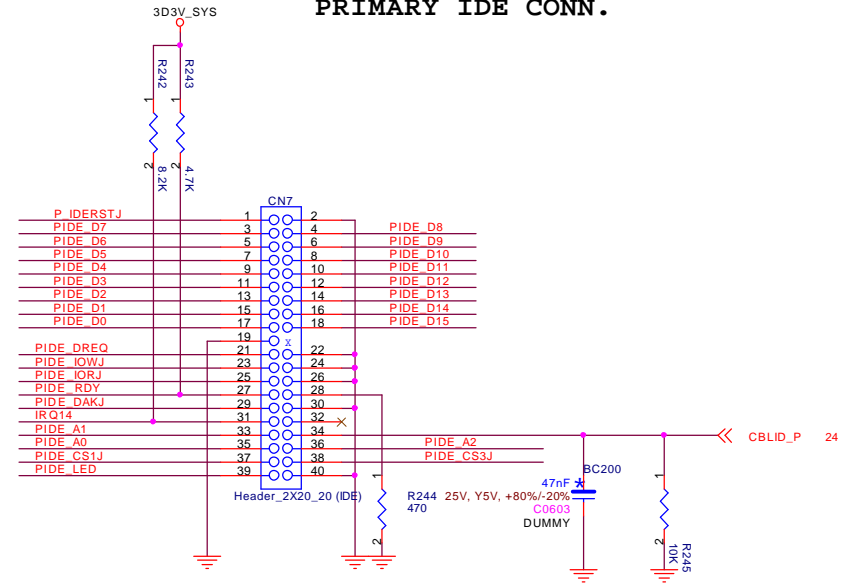 PRIMARY IDE CONN.
3D3V_SYS
R242
R243
1
1
2
2
8.2K
4.7K
CN7
P_IDERSTJ 1 2
PIDE_D7 3 4 PIDE_D8
PIDE_D6 5 6 PIDE_D9
PIDE_D5 7 8 PIDE_D10
PIDE_D4 9 10 PIDE_D11
PIDE_D3 11 12 PIDE_D12
PIDE_D2 13 14 PIDE_D13
PIDE_D1 15 16 PIDE_D14
PIDE_D0 17 18 PIDE_D15
19 X
PIDE_DREQ 21 22
PIDE_IOWJ 23 24
PIDE_IORJ 25 26
PIDE_RDY 27 28
PIDE_DAKJ 29 30
IRQ14 31 32
PIDE_A1 33 34 CBLID_P 24
PIDE_A0 35 36 PIDE_A2
PIDE_CS1J 37 38 PIDE_CS3J
PIDE_LED 39 40
Header_2X20_20 (IDE)
1
R244
470
2
BC200
47nF
25V, Y5V, +80%/-20%
C0603
DUMMY
1
2
R245
10K